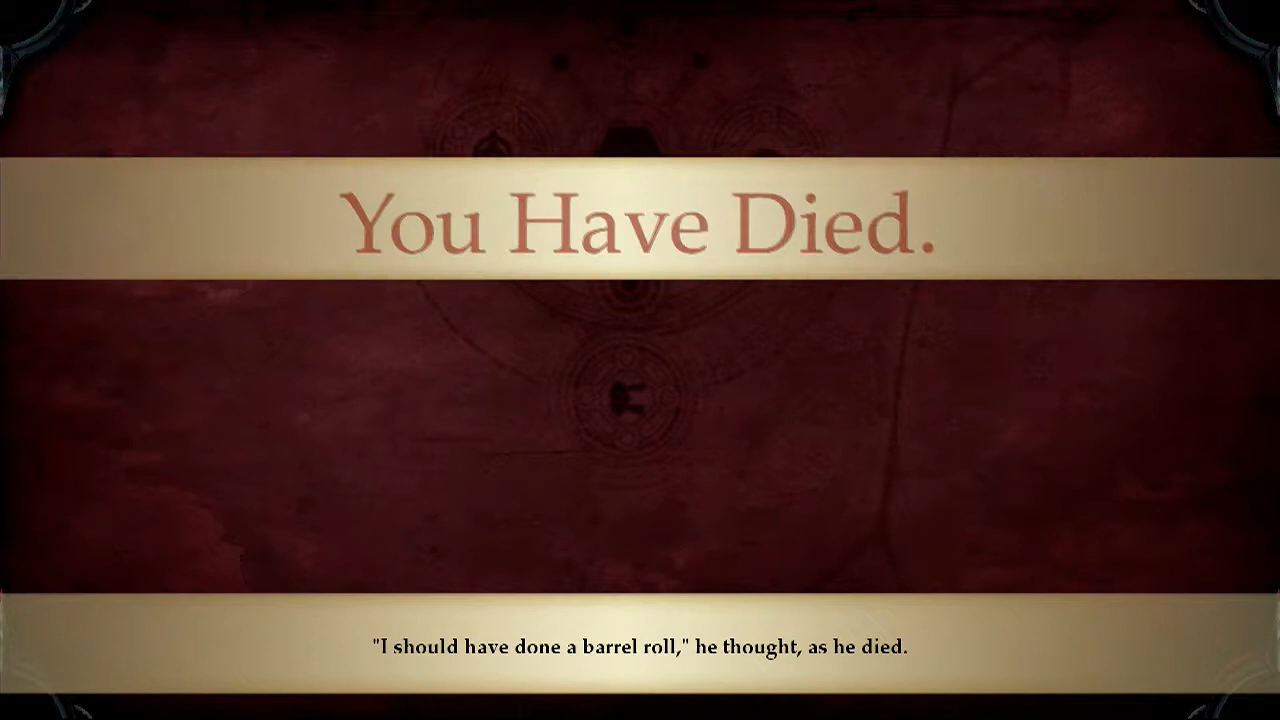 You Have Died.
"I should have done a barrel roll," he thought, as he died.